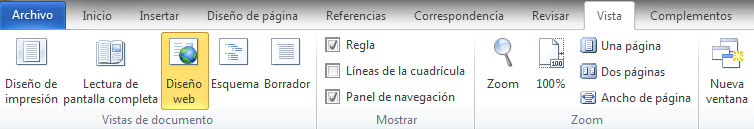 Archivo Inicio Insertar Diseño de página Referencias Correspondencia Revisar Vista Complementos
Diseño de impresión
Lectura de pantalla completa
Diseño web
Esquema
Borrador
Vistas de documento
Regla
Líneas de la cuadrícula
Panel de navegación
Mostrar
Zoom
100%
100
Una página
Dos páginas
Ancho de página
Zoom
Nueva ventana